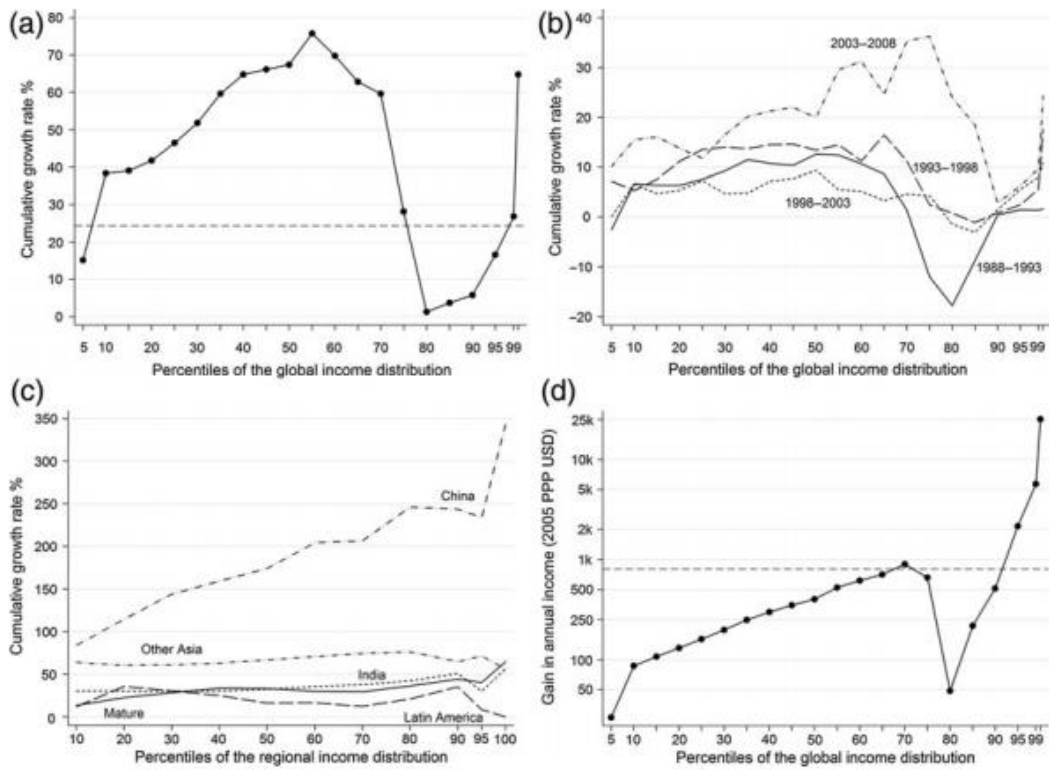 (a)
Cumulative growth rate %
80
70
60
50
40
30
20
10
0
5 10 20 30 40 50 60 70 80 90 95 99
Percentiles of the global income distribution
(b)
Cumulative growth rate %
40
30
20
10
0
−10
−20
2003–2008
1993–1998
1998–2003
1988–1993
5 10 20 30 40 50 60 70 80 90 95 99
Percentiles of the global income distribution
(c)
Cumulative growth rate %
350
300
250
200
150
100
50
0
China
Other Asia
India
Mature
Latin America
10 20 30 40 50 60 70 80 90 95 100
Percentiles of the regional income distribution
(d)
Gain in annual income (2005 PPP USD)
25k
10k
5k
2k
1k
500
250
100
50
5 10 20 30 40 50 60 70 80 90 95 99
Percentiles of the global income distribution